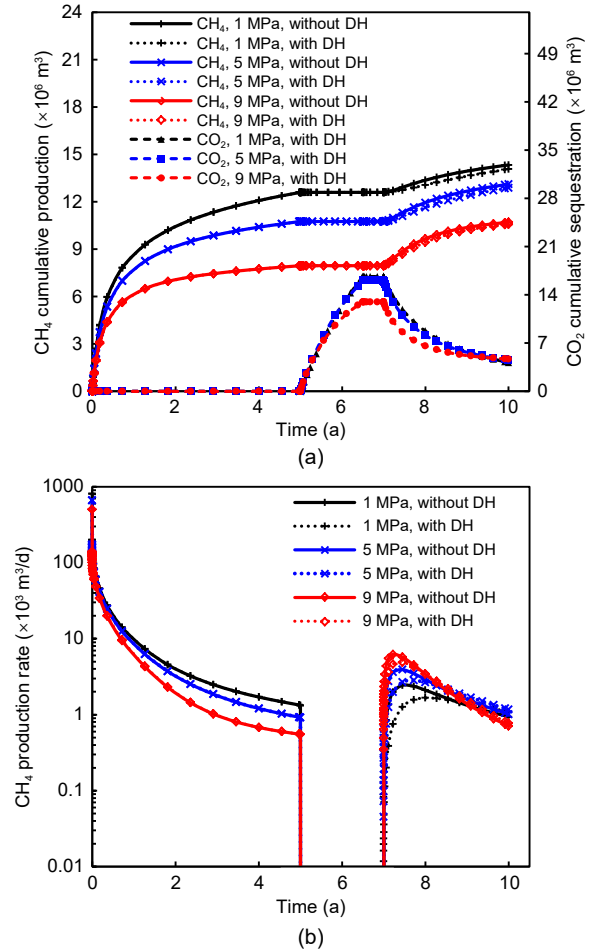 24
21
18
15
12
9
6
3
0
CH₄ cumulative production (×10⁶ m³)
CH₄, 1 MPa, without DH
CH₄, 1 MPa, with DH
CH₄, 5 MPa, without DH
CH₄, 5 MPa, with DH
CH₄, 9 MPa, without DH
CH₄, 9 MPa, with DH
CO₂, 1 MPa, with DH
CO₂, 5 MPa, with DH
CO₂, 9 MPa, with DH
49
42
35
28
21
14
7
0
CO₂ cumulative sequestration (×10⁶ m³)
0 2 4 6 8 10
Time (a)
(a)
1000
100
10
1
0.1
0.01
CH₄ production rate (×10³ m³/d)
1 MPa, without DH
1 MPa, with DH
5 MPa, without DH
5 MPa, with DH
9 MPa, without DH
9 MPa, with DH
0 2 4 6 8 10
Time (a)
(b)